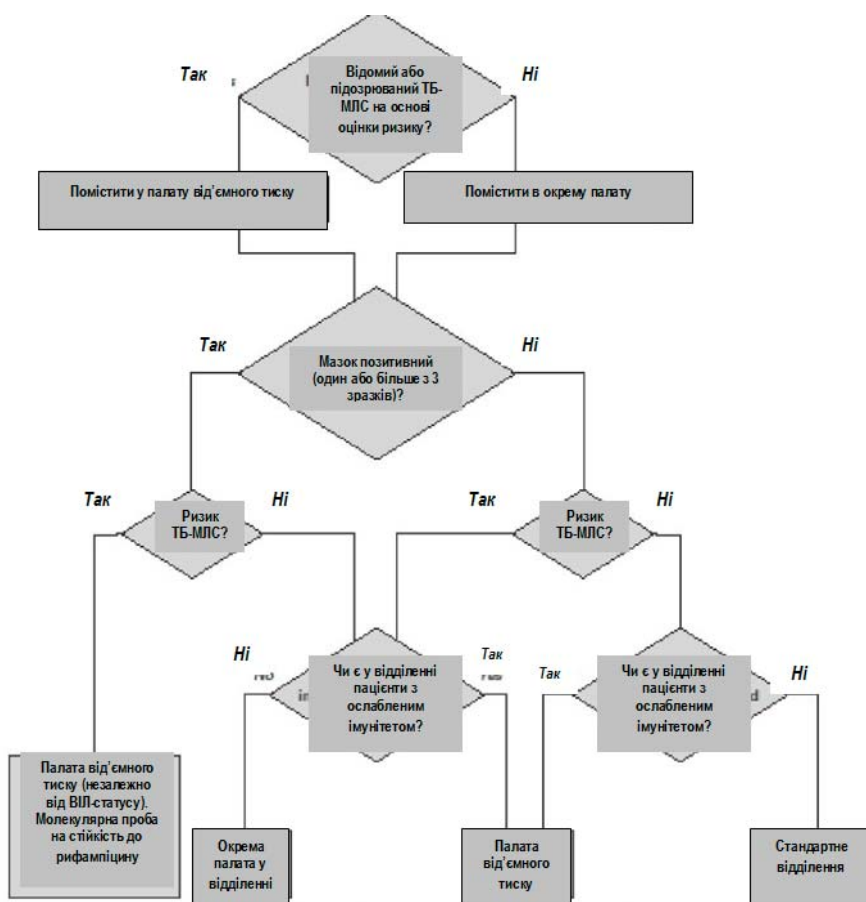 Так
Ні
Відомий або
підозрюваний ТБ-
МЛС на основі
оцінки ризику?
Помістити у палату від’ємного тиску
Помістити в окрему палату
Так
Ні
Мазок позитивний
(один або більше з 3
зразків)?
Так
Ні
Ризик
ТБ-МЛС?
Так
Ні
Ризик
ТБ-МЛС?
Ні
Так
Чи є у відділенні
пацієнти з
ослабленим
імунітетом?
Так
Ні
Чи є у відділенні
пацієнти з
ослабленим
імунітетом?
Палата від’ємного
тиску (незалежно
від ВІЛ-статусу).
Молекулярна проба
на стійкість до
рифампіцину
Окрема
палата у
відділенні
Палата
від’ємного
тиску
Стандартне
відділення